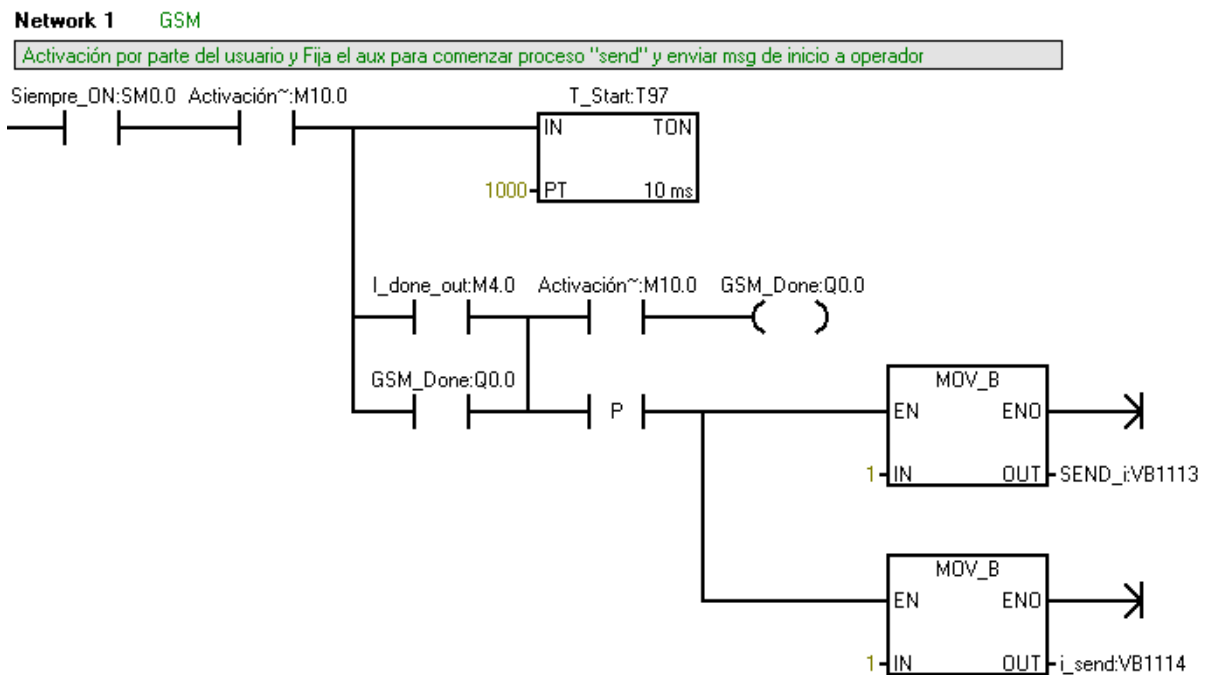 Network 1 GSM
Activación por parte del usuario y Fija el aux para comenzar proceso "send" y enviar msg de inicio a operador
Siempre_ON:SM0.0 Activación~:M10.0 T_Start:T97
IN TON
1000 PT 10 ms
I_done_out:M4.0 Activación~:M10.0 GSM_Done:Q0.0
GSM_Done:Q0.0 MOV_B
P EN ENO
1 IN OUT SEND_i:VB1113
MOV_B
EN ENO
1 IN OUT i_send:VB1114